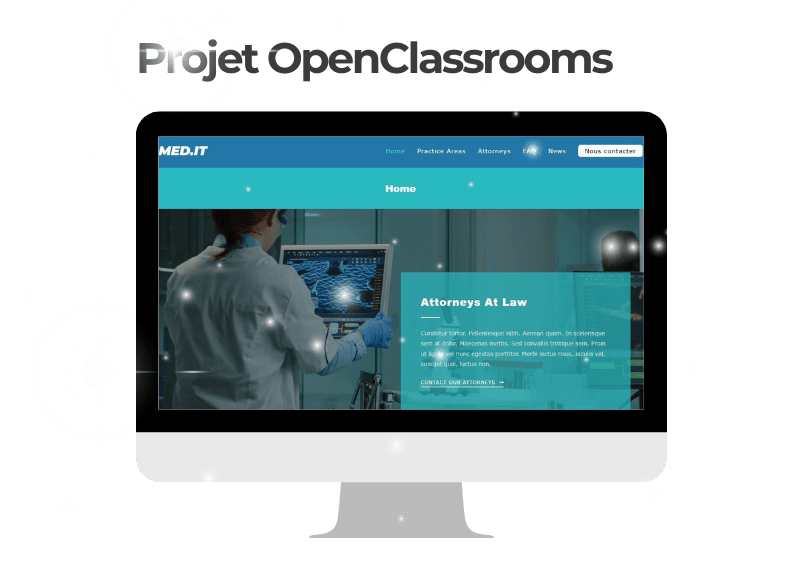 Projet OpenClassrooms
MED.IT
Home Practice Areas Attorneys FAQ News Nous contacter
Home
Attorneys At Law
Curabitur tortor. Pellentesque nibh. Aenean quam. In scelerisque
sem at dolor. Maecenas mattis. Sed convallis tristique sem. Proin
ut ligula vel nunc egestas porttitor. Morbi lectus risus, iaculis vel,
suscipit quis, luctus non.
CONTACT OUR ATTORNEYS →